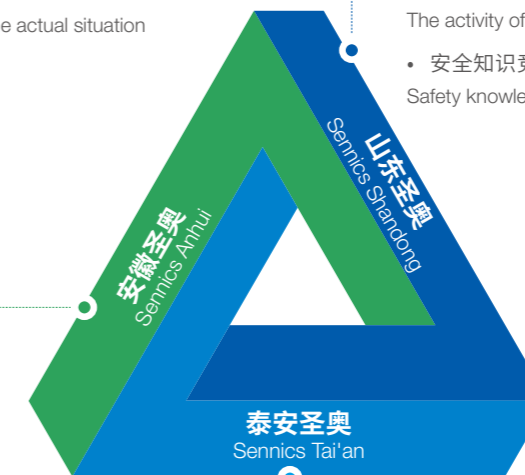 actual situation
The activity of
• 安全知识
Safety
山东圣奥
Sennics Shandong
安徽圣奥
Sennics Anhui
泰安圣奥
Sennics Tai'an